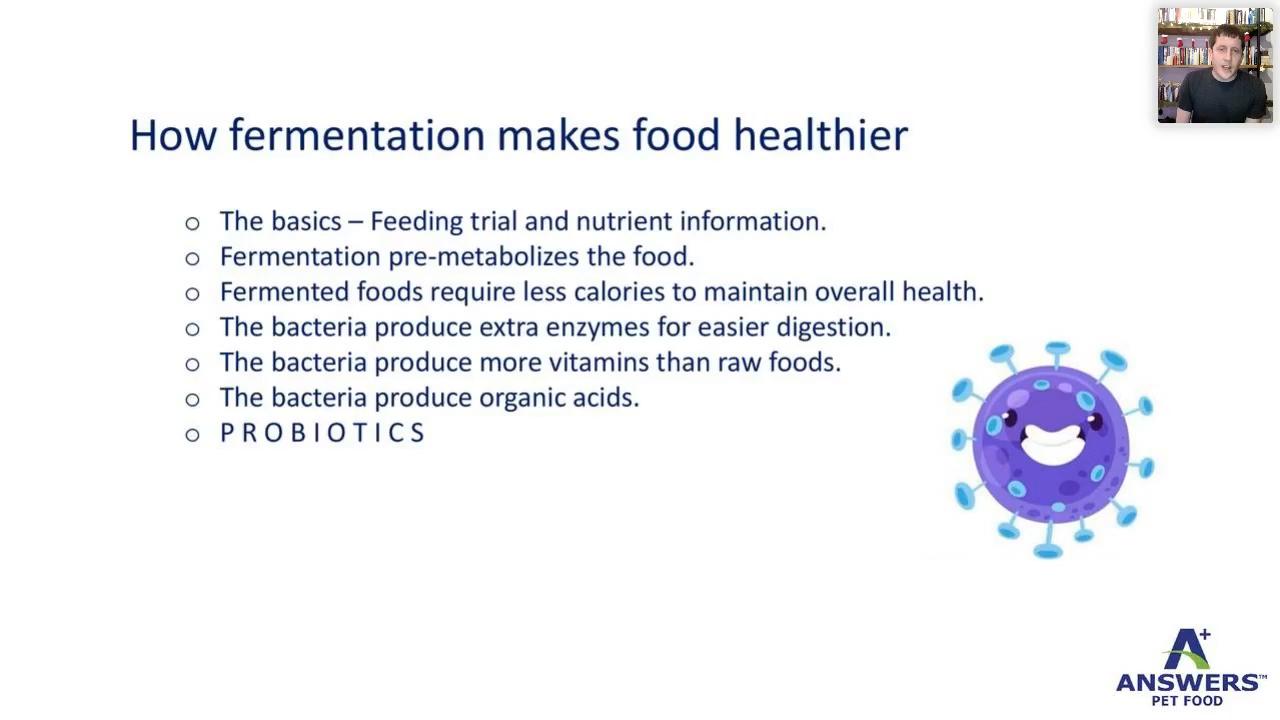 How fermentation makes food healthier
o The basics – Feeding trial and nutrient information.
o Fermentation pre-metabolizes the food.
o Fermented foods require less calories to maintain overall health.
o The bacteria produce extra enzymes for easier digestion.
o The bacteria produce more vitamins than raw foods.
o The bacteria produce organic acids.
o P R O B I O T I C S
A+
ANSWERS™
PET FOOD